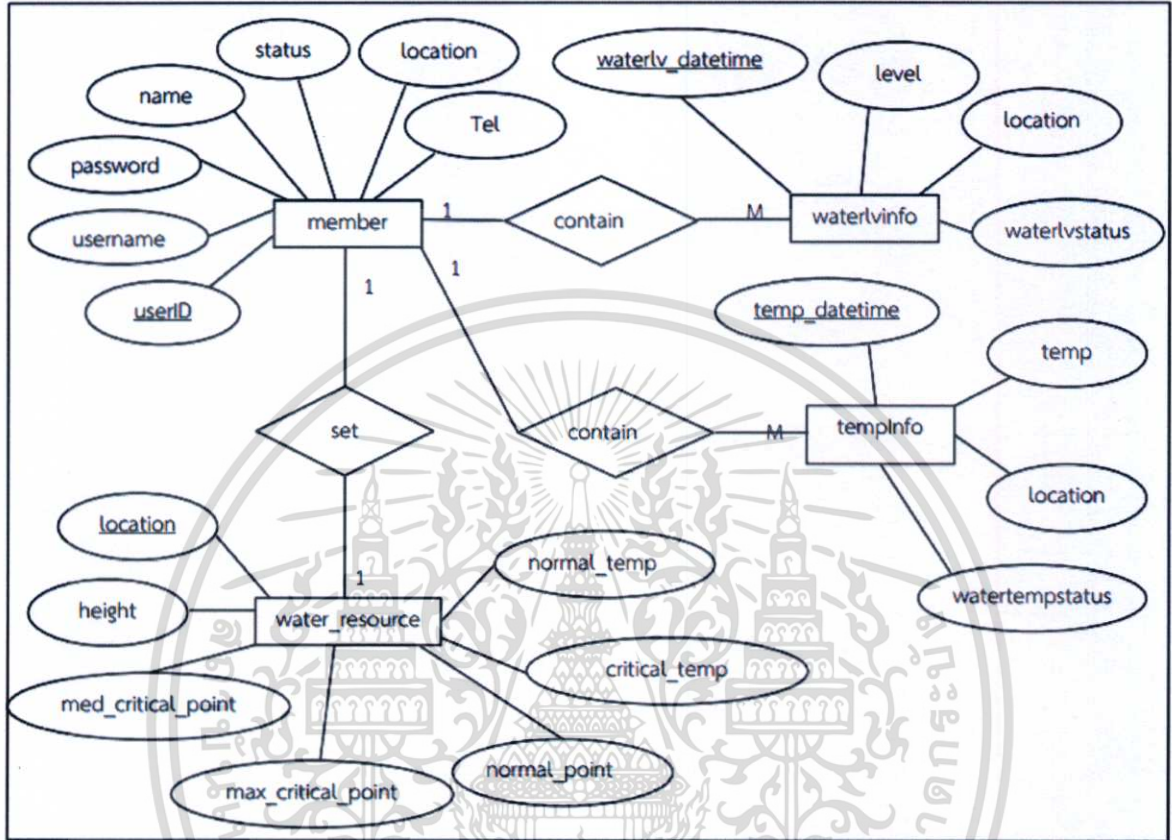 status
location
waterlv_datetime
level
name
Tel
location
password
member
1
contain
M
waterlvinfo
username
waterlvstatus
1
1
userID
temp_datetime
temp
set
contain
M
tempInfo
location
location
normal_temp
1
watertempstatus
height
water_resource
critical_temp
med_critical_point
normal_point
max_critical_point